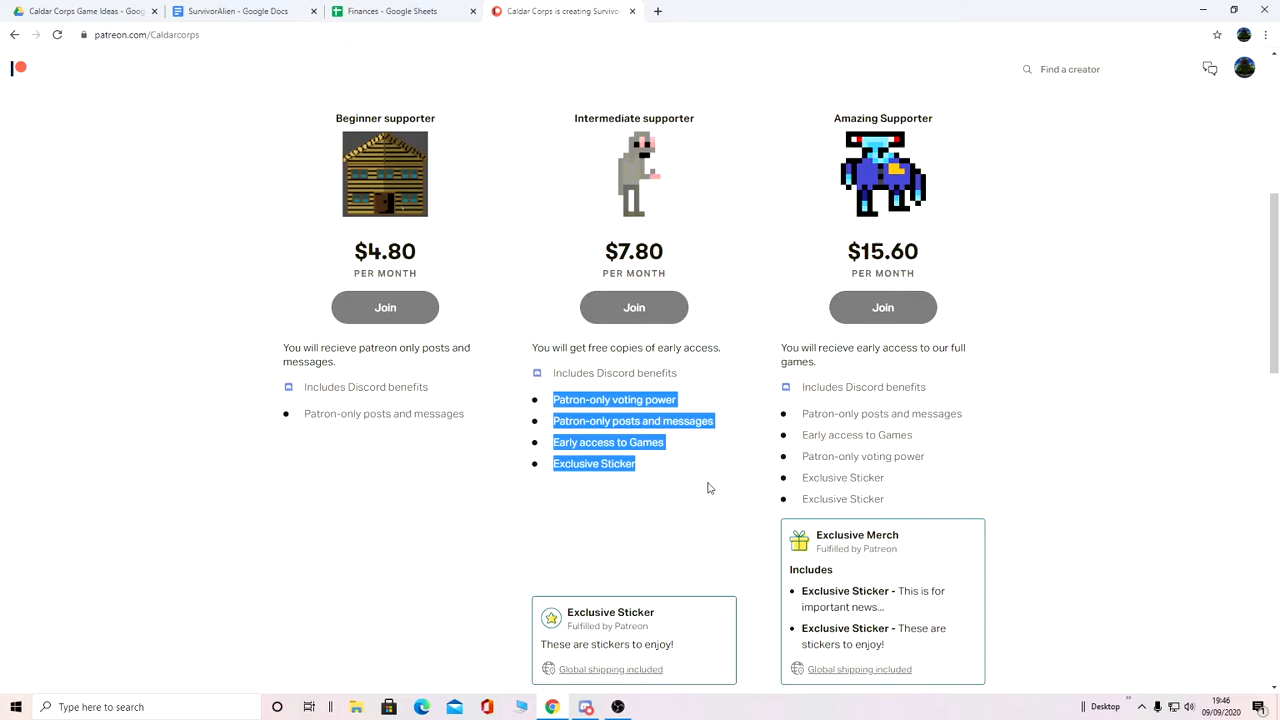 Caldar Corps Game Ideas - Goog
SurvivorAlien - Google Docs
Finances - Google Sheets
Caldar Corps is creating Survivo
patreon.com/Caldarcorps
Find a creator
Beginner supporter
$4.80
PER MONTH
Join
You will recieve patreon only posts and
messages.
Includes Discord benefits
Patron-only posts and messages
Intermediate supporter
$7.80
PER MONTH
Join
You will get free copies of early access.
Includes Discord benefits
Patron-only voting power
Patron-only posts and messages
Early access to Games
Exclusive Sticker
Exclusive Sticker
Fulfilled by Patreon
These are stickers to enjoy!
Global shipping included
Amazing Supporter
$15.60
PER MONTH
Join
You will recieve early access to our full
games.
Includes Discord benefits
Patron-only posts and messages
Early access to Games
Patron-only voting power
Exclusive Sticker
Exclusive Sticker
Exclusive Merch
Fulfilled by Patreon
Includes
Exclusive Sticker - This is for
important news...
Exclusive Sticker - These are
stickers to enjoy!
Global shipping included
Type here to search
Desktop
19:46
09/09/2020